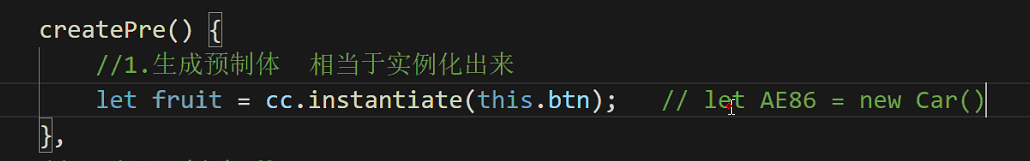 createPre() {
//1.生成预制体  相当于实例化出来
let fruit = cc.instantiate(this.btn);   // let AE86 = new Car()
},